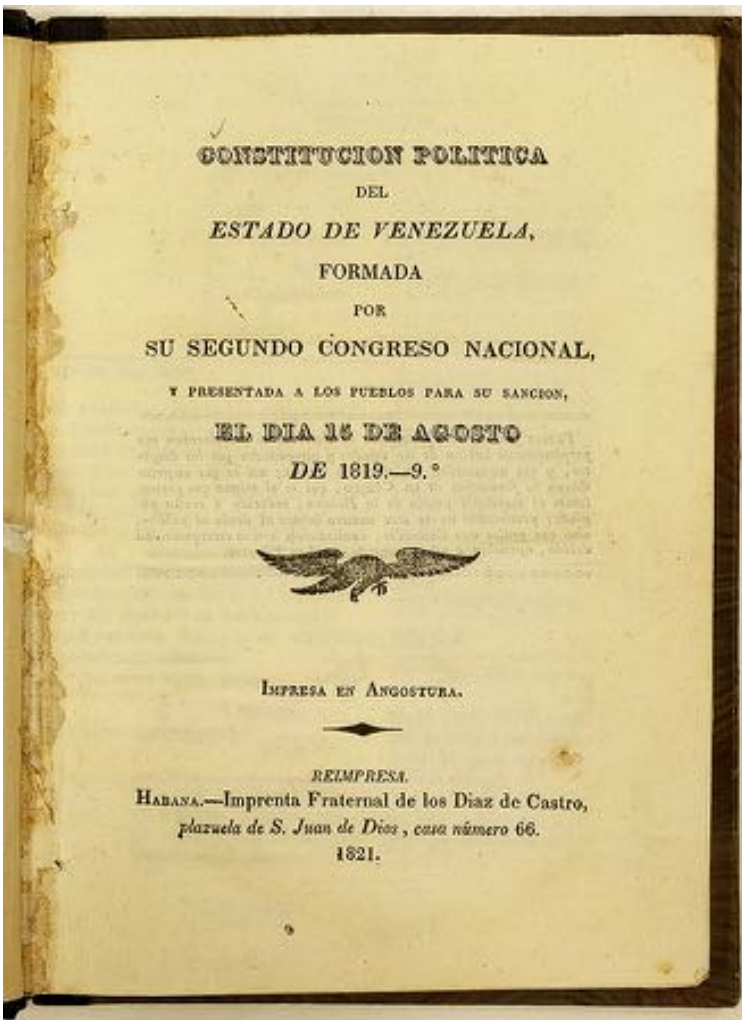 CONSTITUCION POLITICA
DEL
ESTADO DE VENEZUELA,
FORMADA
POR
SU SEGUNDO CONGRESO NACIONAL,
Y PRESENTADA A LOS PUEBLOS PARA SU SANCION,
EL DIA 15 DE AGOSTO
DE 1819.—9.°
IMPRESA EN ANGOSTURA.
REIMPRESA.
HABANA.—Imprenta Fraternal de los Diaz de Castro,
plazuela de S. Juan de Dios, casa número 66.
1821.